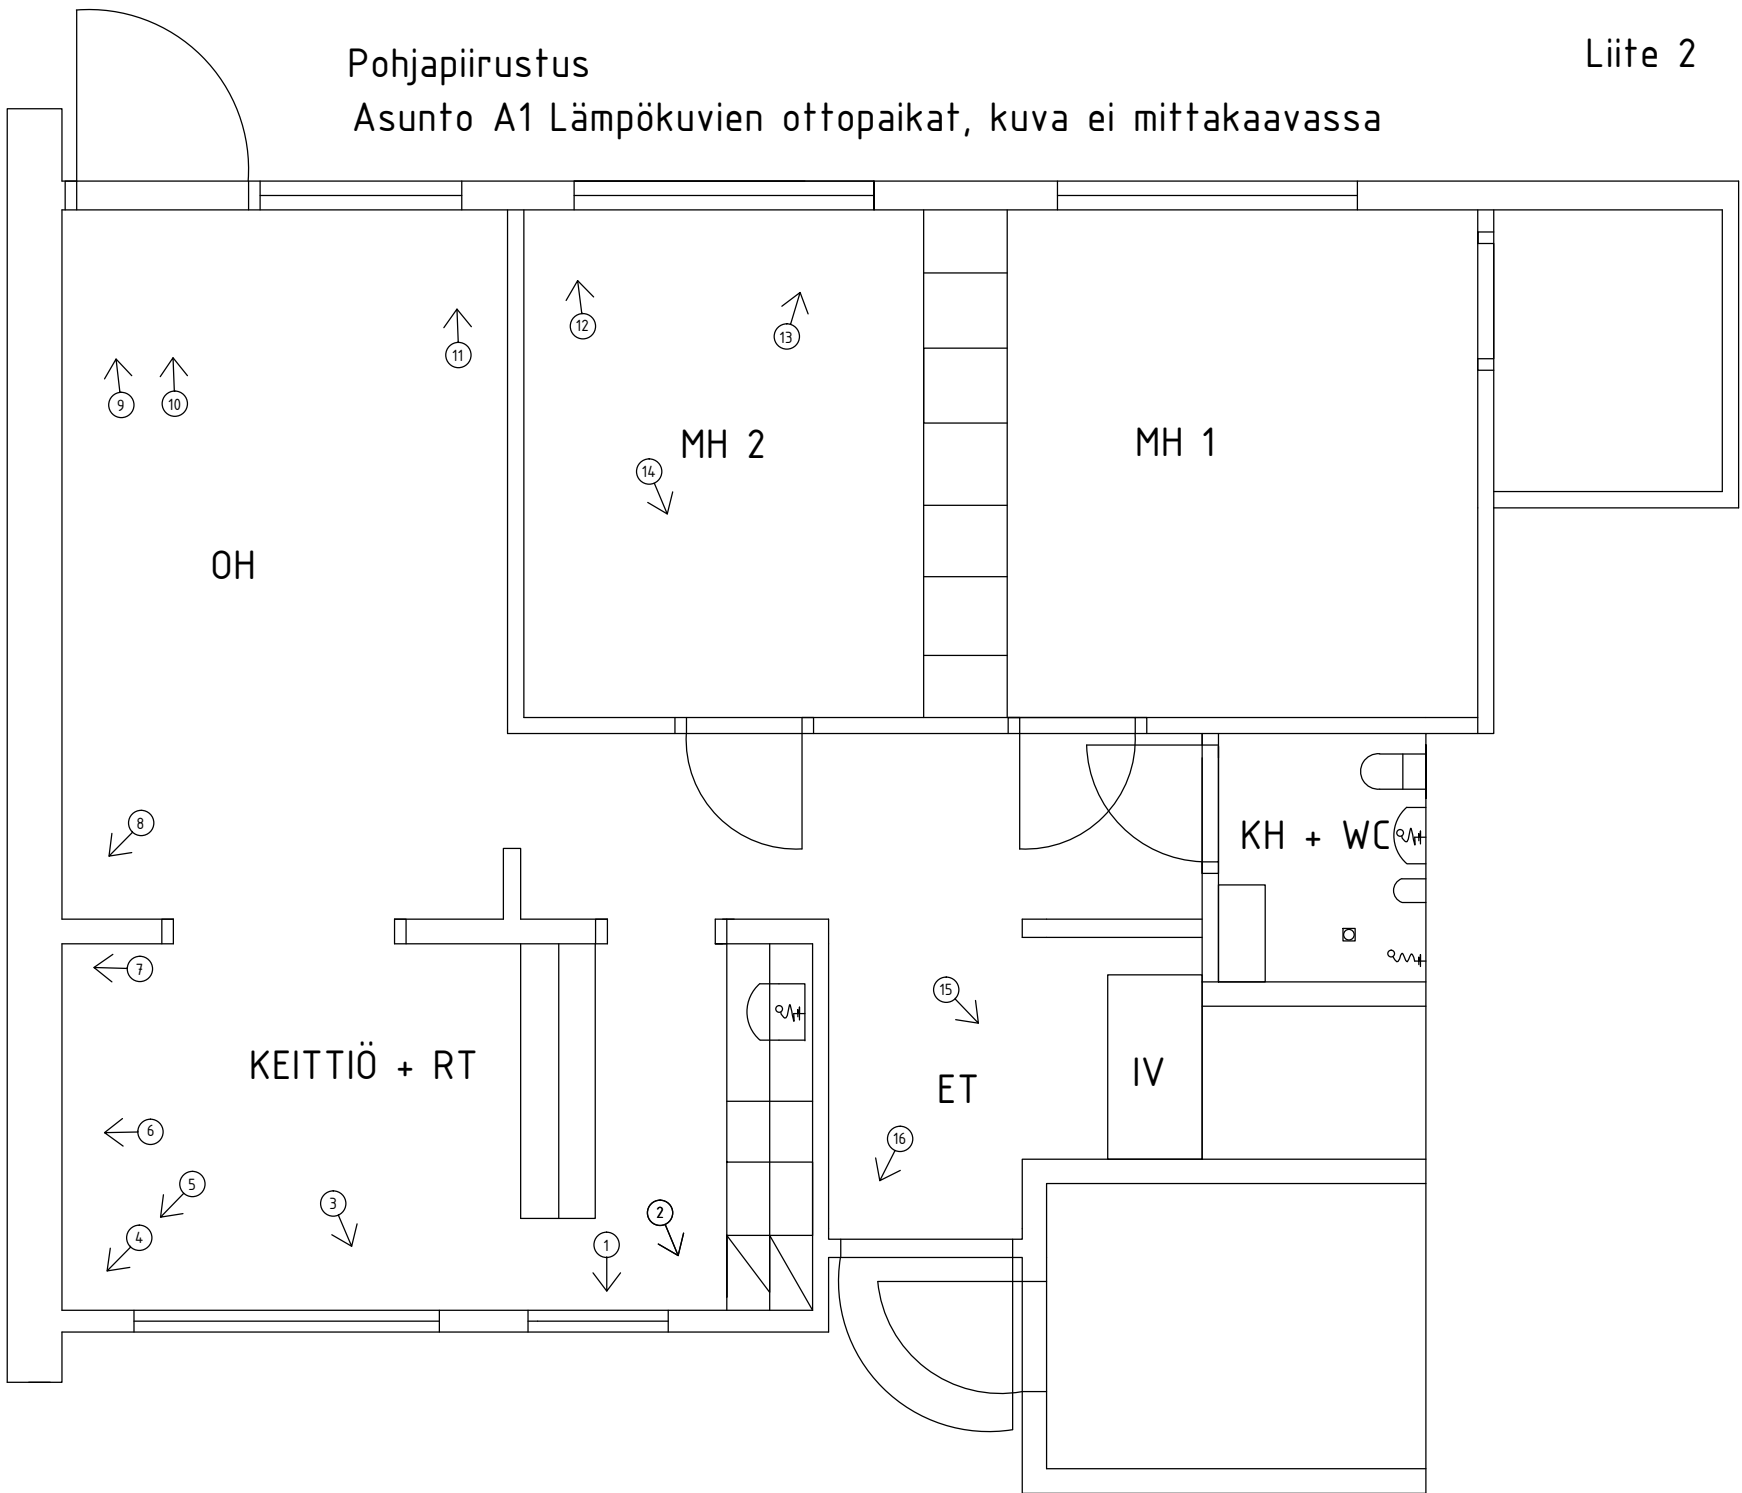 Liite 2
Pohjapiirustus
Asunto A1 Lämpökuvien ottopaikat, kuva ei mittakaavassa
12
13
11
9
10
MH 2
MH 1
14
OH
8
KH + WC
7
15
KEITTIÖ + RT
IV
ET
6
16
5
3
2
4
1